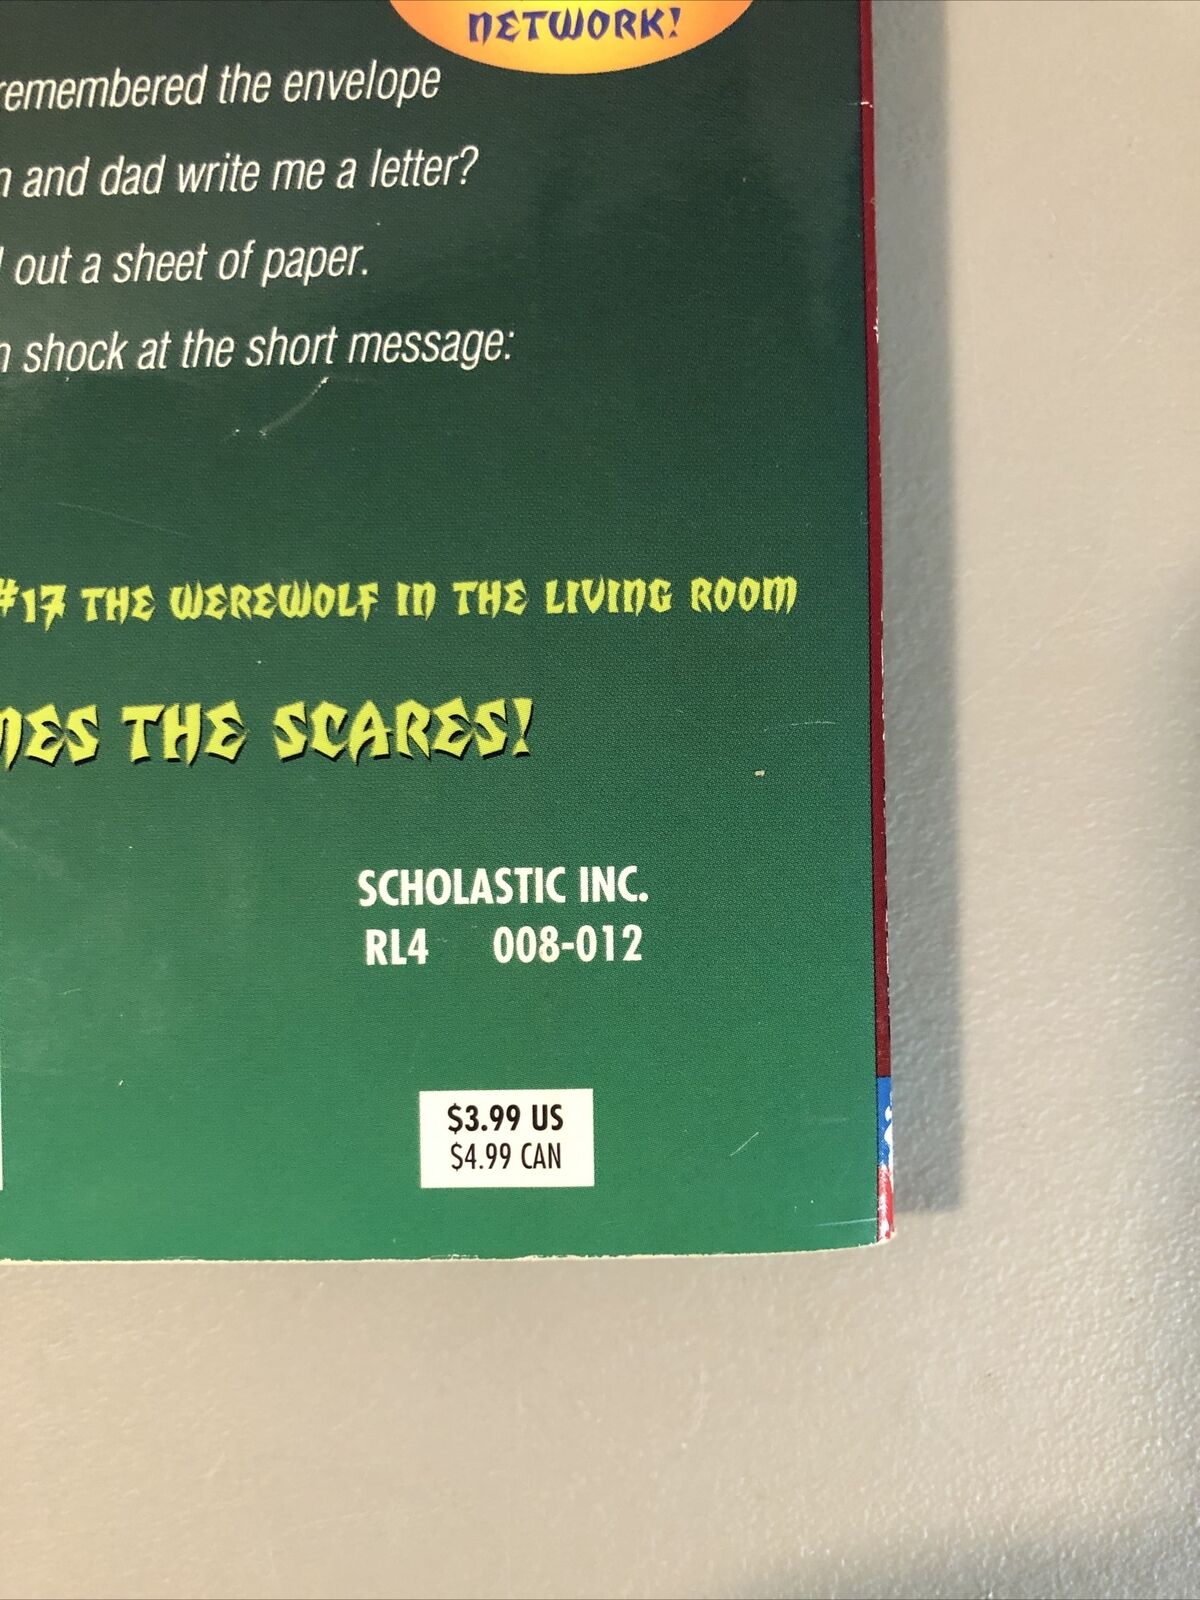 NETWORK!
remembered the envelope
and dad write me a letter?
out a sheet of paper.
shock at the short message:
#17 THE WEREWOLF IN THE LIVING ROOM
THE SCARES!
SCHOLASTIC INC.
RL4 008-012
$3.99 US
$4.99 CAN